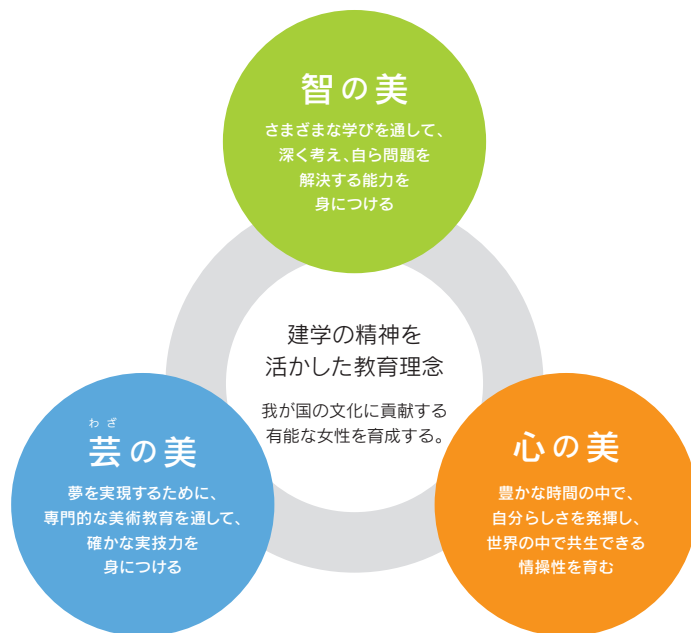 智の美
さまざまな学びを通して、
深く考え、自ら問題を
解決する能力を
身につける
建学の精神を
活かした教育理念
我が国の文化に貢献する
有能な女性を育成する。
わざ
芸の美
夢を実現するために、
専門的な美術教育を通して、
確かな実技力を
身につける
心の美
豊かな時間の中で、
自分らしさを発揮し、
世界の中で共生できる
情操性を育む